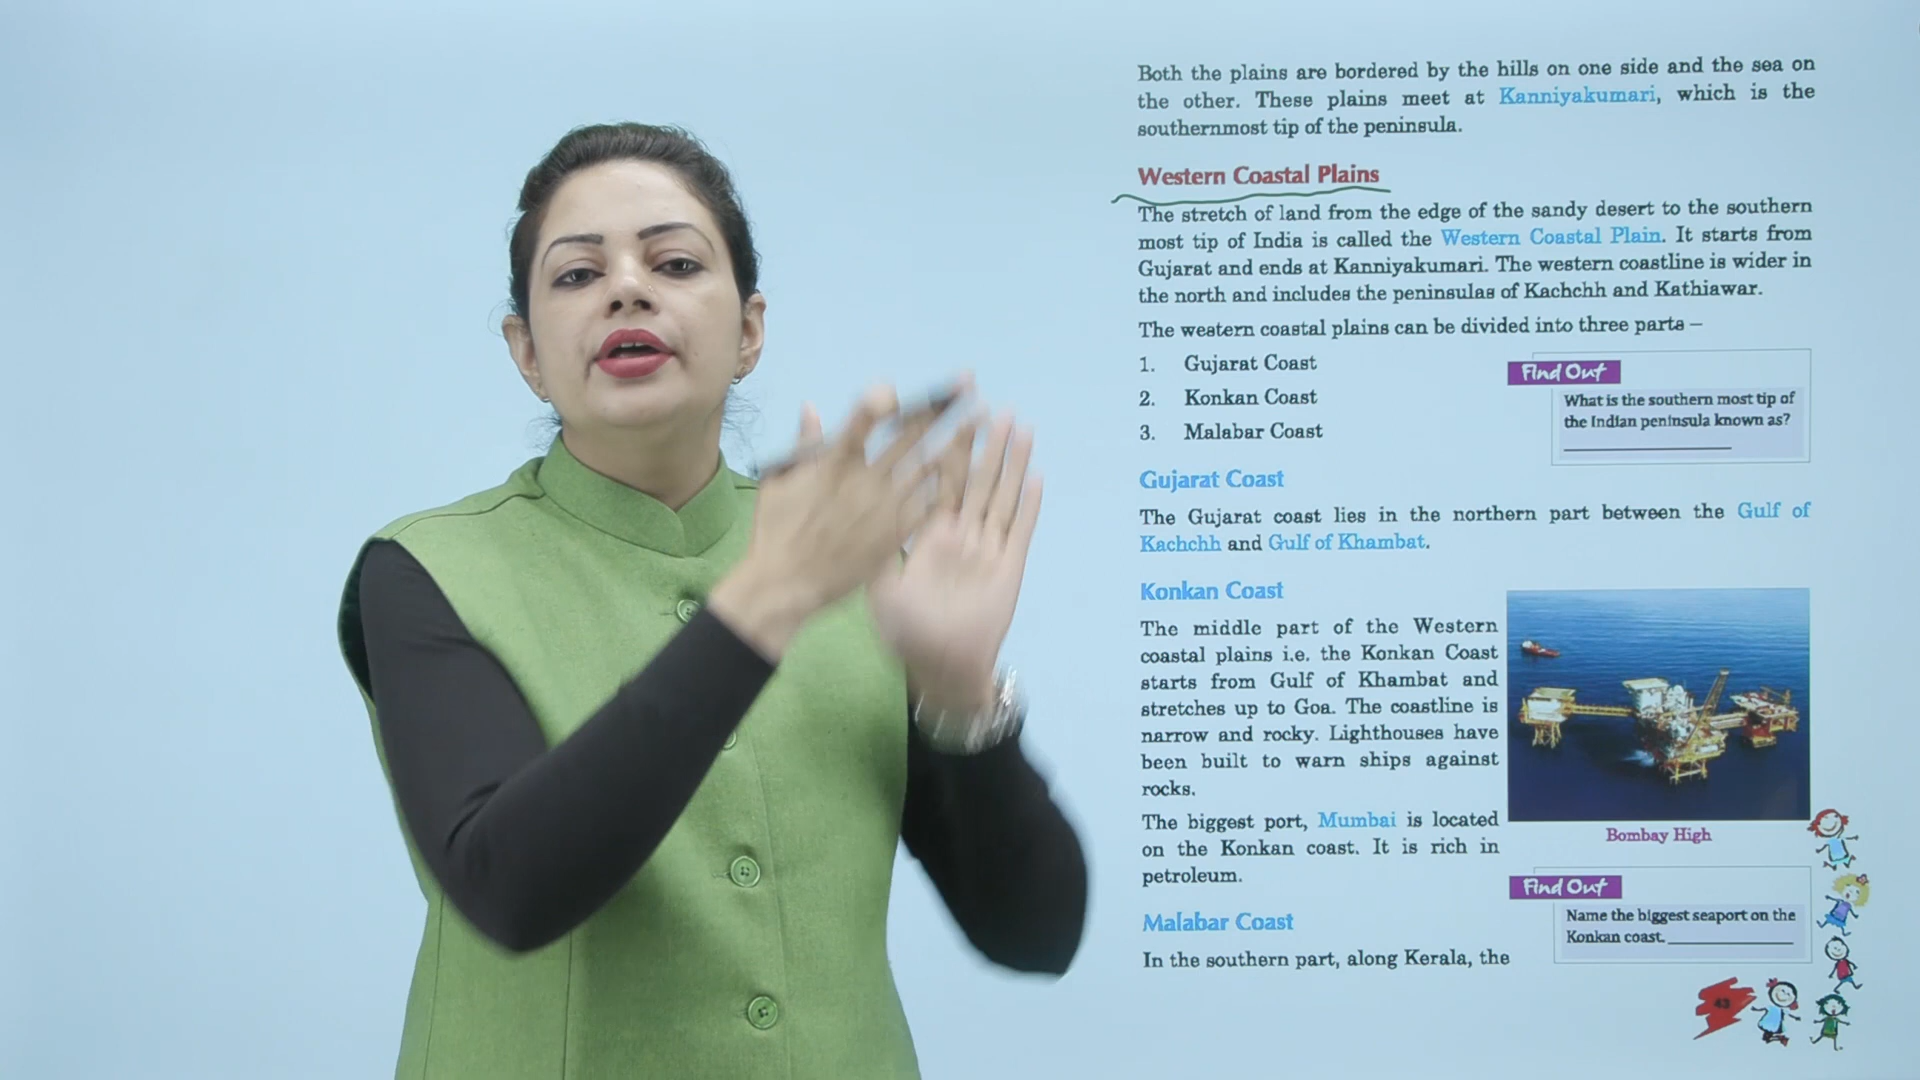 Both the plains are bordered by the hills on one side and the sea on
the other. These plains meet at Kanniyakumari, which is the
southernmost tip of the peninsula.
Western Coastal Plains
The stretch of land from the edge of the sandy desert to the southern
most tip of India is called the Western Coastal Plain. It starts from
Gujarat and ends at Kanniyakumari. The western coastline is wider in
the north and includes the peninsulas of Kachchh and Kathiawar.
The western coastal plains can be divided into three parts –
1. Gujarat Coast
2. Konkan Coast
3. Malabar Coast
Find Out
What is the southern most tip of
the Indian peninsula known as?
Gujarat Coast
The Gujarat coast lies in the northern part between the Gulf of
Kachchh and Gulf of Khambat.
Konkan Coast
The middle part of the Western
coastal plains i.e. the Konkan Coast
starts from Gulf of Khambat and
stretches up to Goa. The coastline is
narrow and rocky. Lighthouses have
been built to warn ships against
rocks.
The biggest port, Mumbai is located
on the Konkan coast. It is rich in
petroleum.
Bombay High
Find Out
Name the biggest seaport on the
Konkan coast.
Malabar Coast
In the southern part, along Kerala, the
43